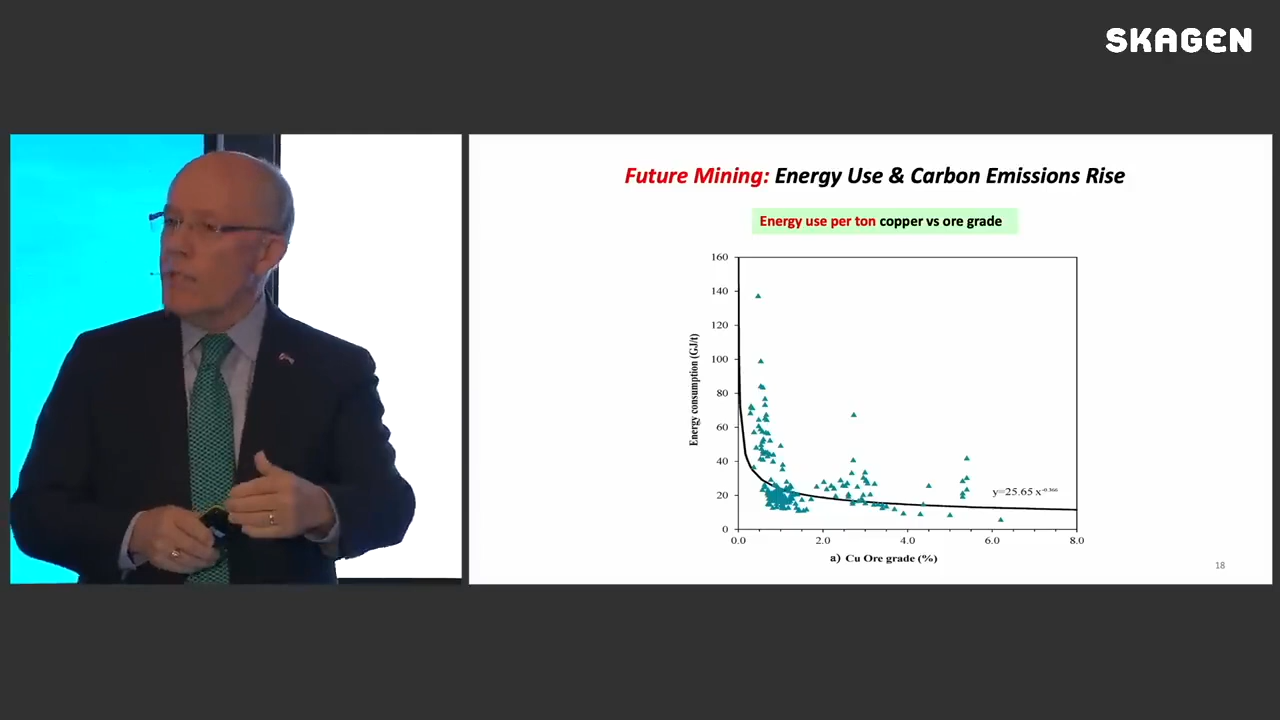 SKAGEN
Future Mining: Energy Use & Carbon Emissions Rise
Energy use per ton copper vs ore grade
160
140
120
100
80
60
40
20
0
Energy consumption (GJ/t)
y=25.65 x^-0.366
0.0 2.0 4.0 6.0 8.0
a) Cu Ore grade (%)
18